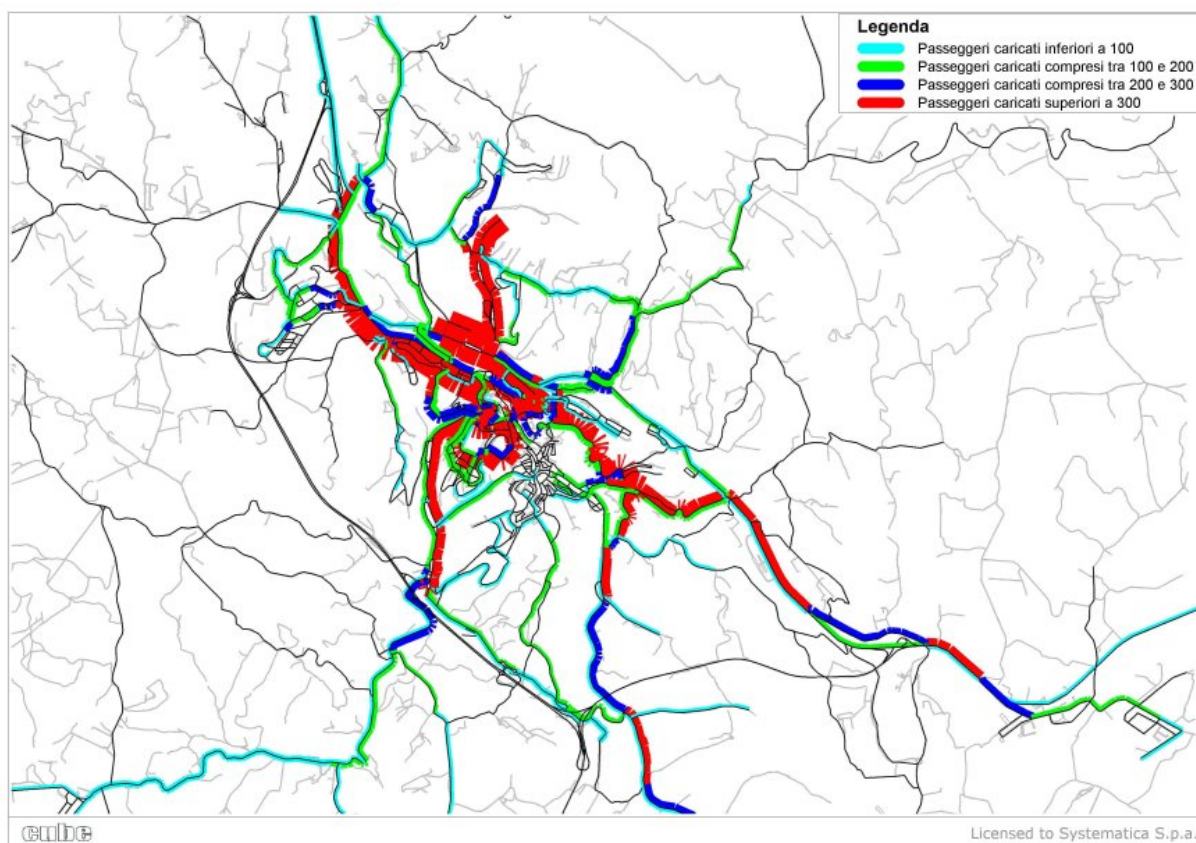 Legenda
Passeggeri caricati inferiori a 100
Passeggeri caricati compresi tra 100 e 200
Passeggeri caricati compresi tra 200 e 300
Passeggeri caricati superiori a 300
cube
Licensed to Systematica S.p.a.